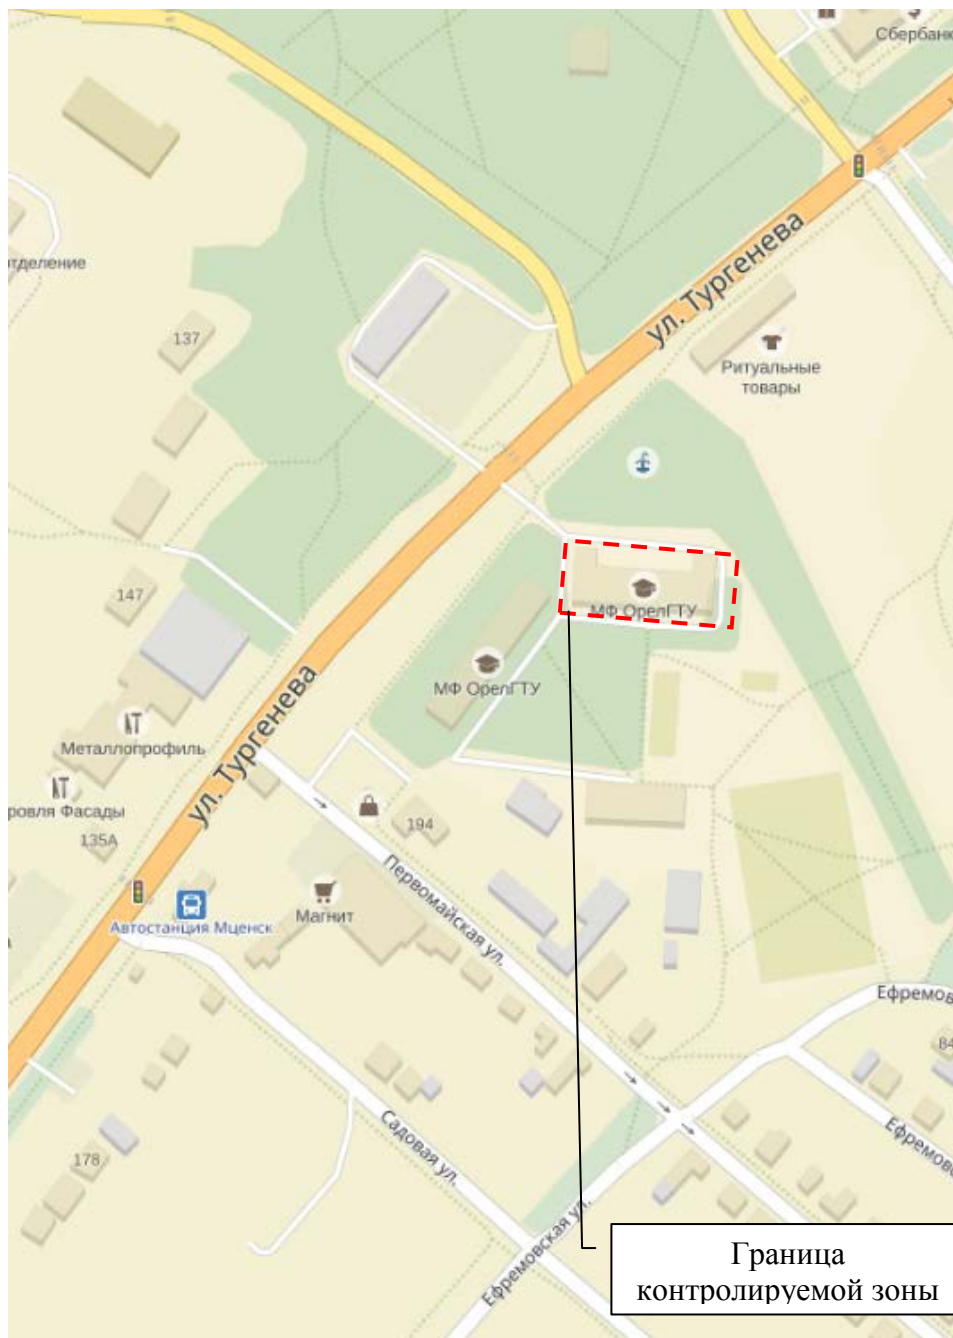 Сбербанк
ул. Тургенева
тделение
137
Ритуальные
товары
147
МФ ОрелГТУ
МФ ОрелГТУ
Металлопрофиль
ул. Тургенева
ровля Фасады
135А
194
Первомайская ул.
Магнит
Автостанция Мценск
Ефремов
84
Ефремовс
Садовая ул.
178
Ефремовская ул.
Граница
контролируемой зоны